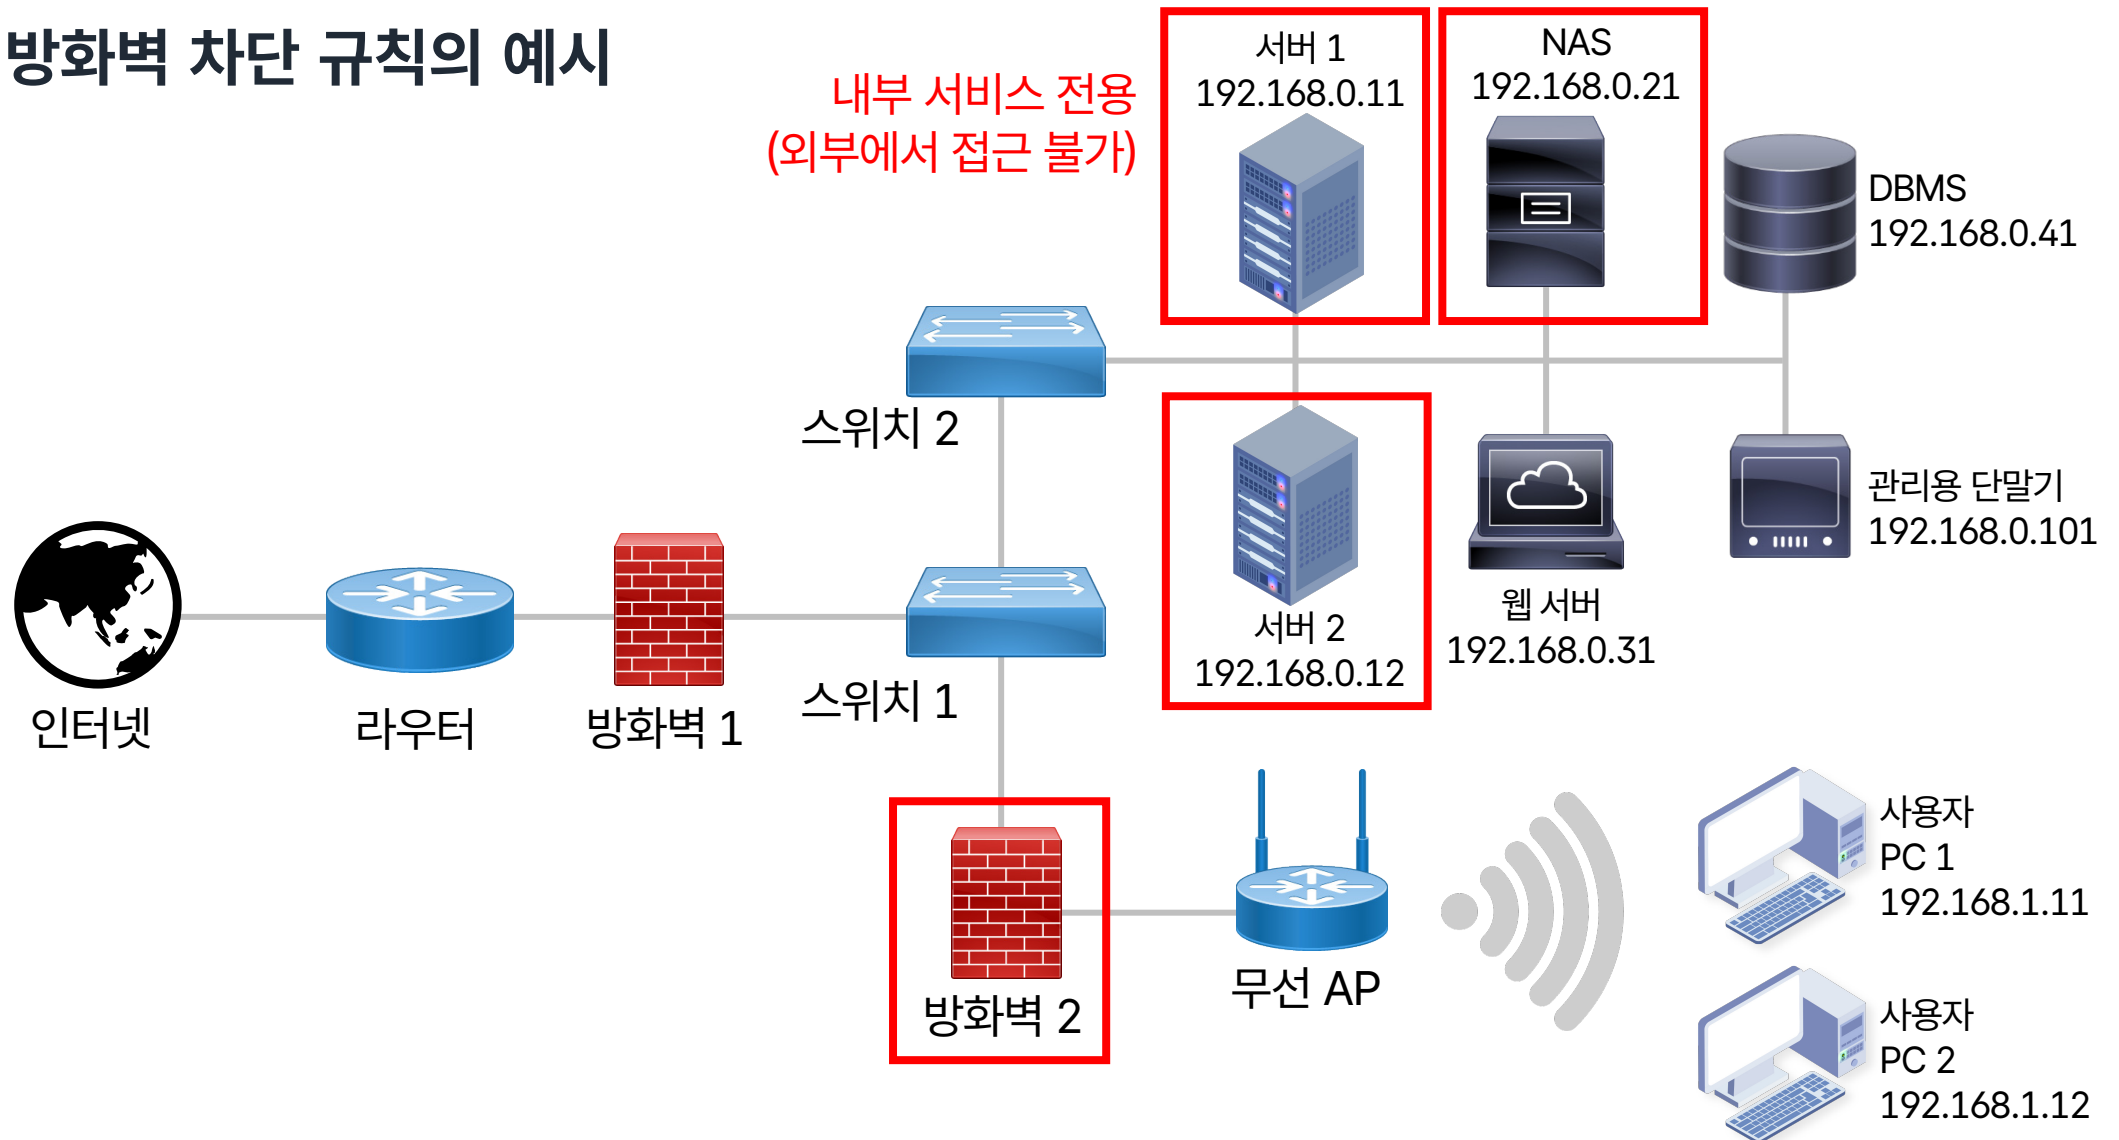 방화벽 차단 규칙의 예시
내부 서비스 전용
(외부에서 접근 불가)
서버 1
192.168.0.11
NAS
192.168.0.21
DBMS
192.168.0.41
스위치 2
서버 2
192.168.0.12
웹 서버
192.168.0.31
관리용 단말기
192.168.0.101
인터넷
라우터
방화벽 1
스위치 1
방화벽 2
무선 AP
사용자
PC 1
192.168.1.11
사용자
PC 2
192.168.1.12